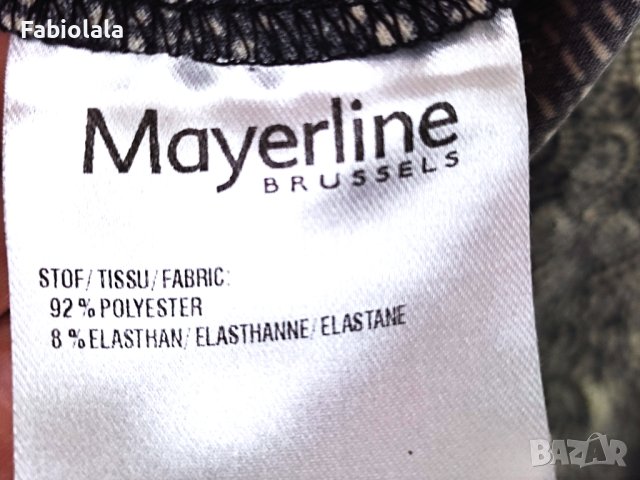 Fabiolala
Mayerline
BRUSSELS
STOF/TISSU/FABRIC:
92 % POLYESTER
8 % ELASTHAN/ELASTHANNE/ELASTANE
BAZAR